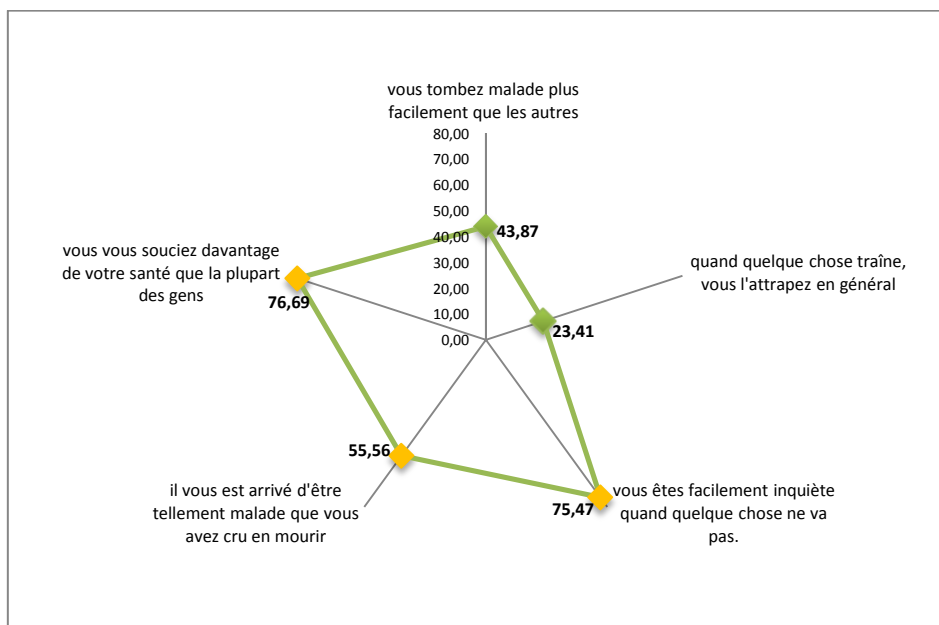 vous tombez malade plus
facilement que les autres
80,00
70,00
60,00
50,00
40,00
30,00
20,00
10,00
0,00
43,87
quand quelque chose traîne,
vous l'attrapez en général
23,41
vous êtes facilement inquiète
quand quelque chose ne va
pas.
75,47
55,56
il vous est arrivé d'être
tellement malade que vous
avez cru en mourir
vous vous souciez davantage
de votre santé que la plupart
des gens
76,69